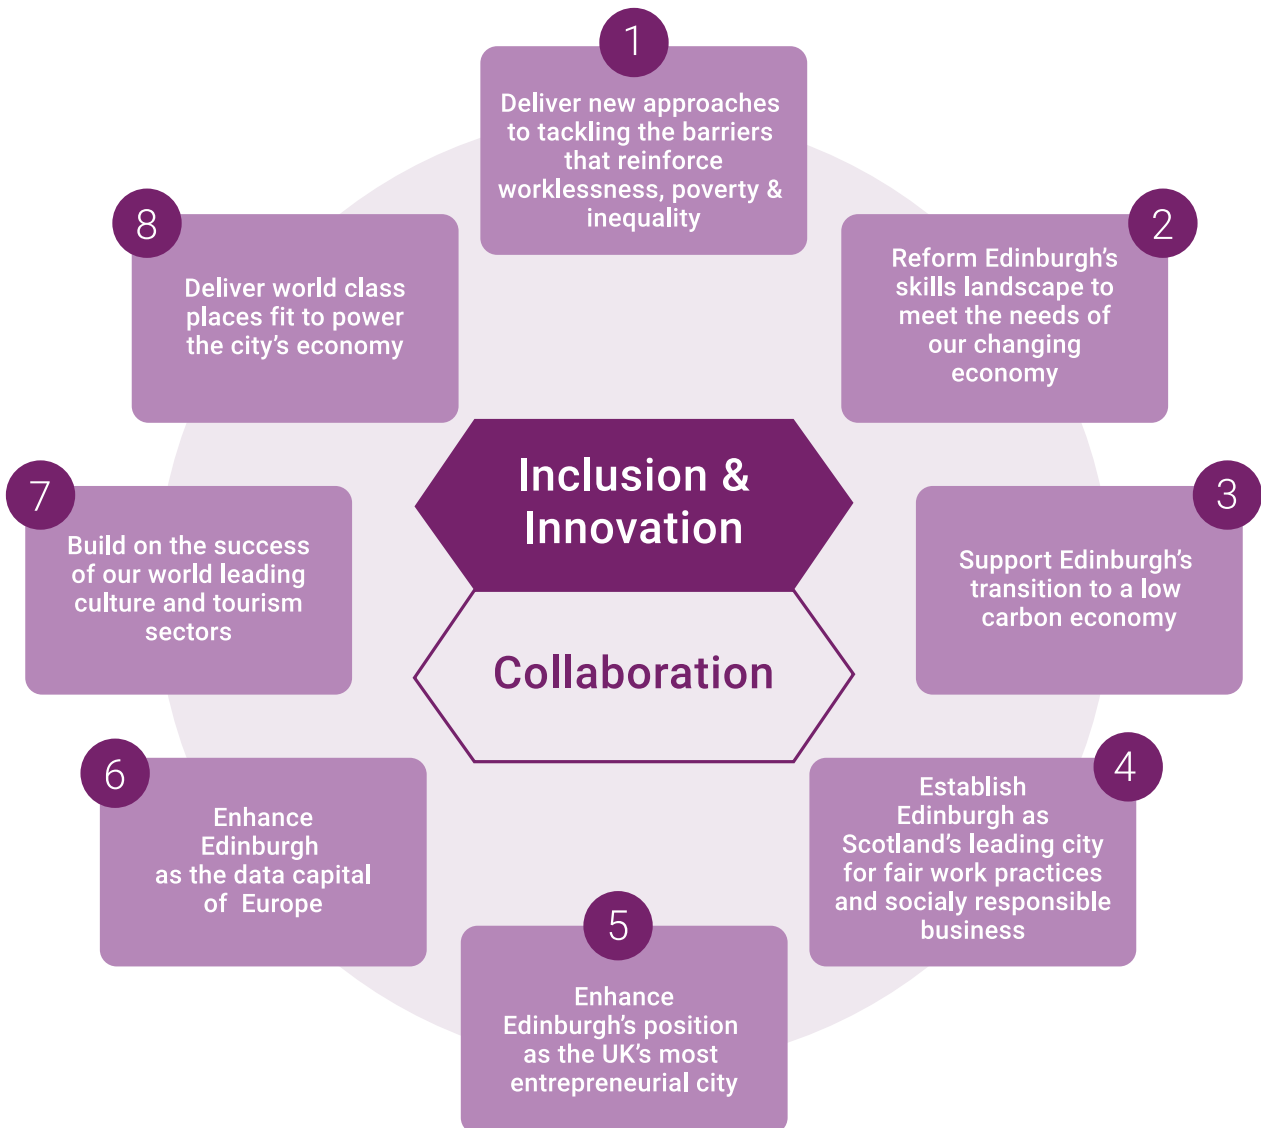 1
Deliver new approaches
to tackling the barriers
that reinforce
worklessness, poverty &
inequality
2
Reform Edinburgh’s
skills landscape to
meet the needs of
our changing
economy
3
Support Edinburgh’s
transition to a low
carbon economy
4
Establish
Edinburgh as
Scotland’s leading city
for fair work practices
and socialy responsible
business
5
Enhance
Edinburgh’s position
as the UK’s most
entrepreneurial city
6
Enhance
Edinburgh
as the data capital
of Europe
7
Build on the success
of our world leading
culture and tourism
sectors
8
Deliver world class
places fit to power
the city’s economy
Inclusion &
Innovation
Collaboration